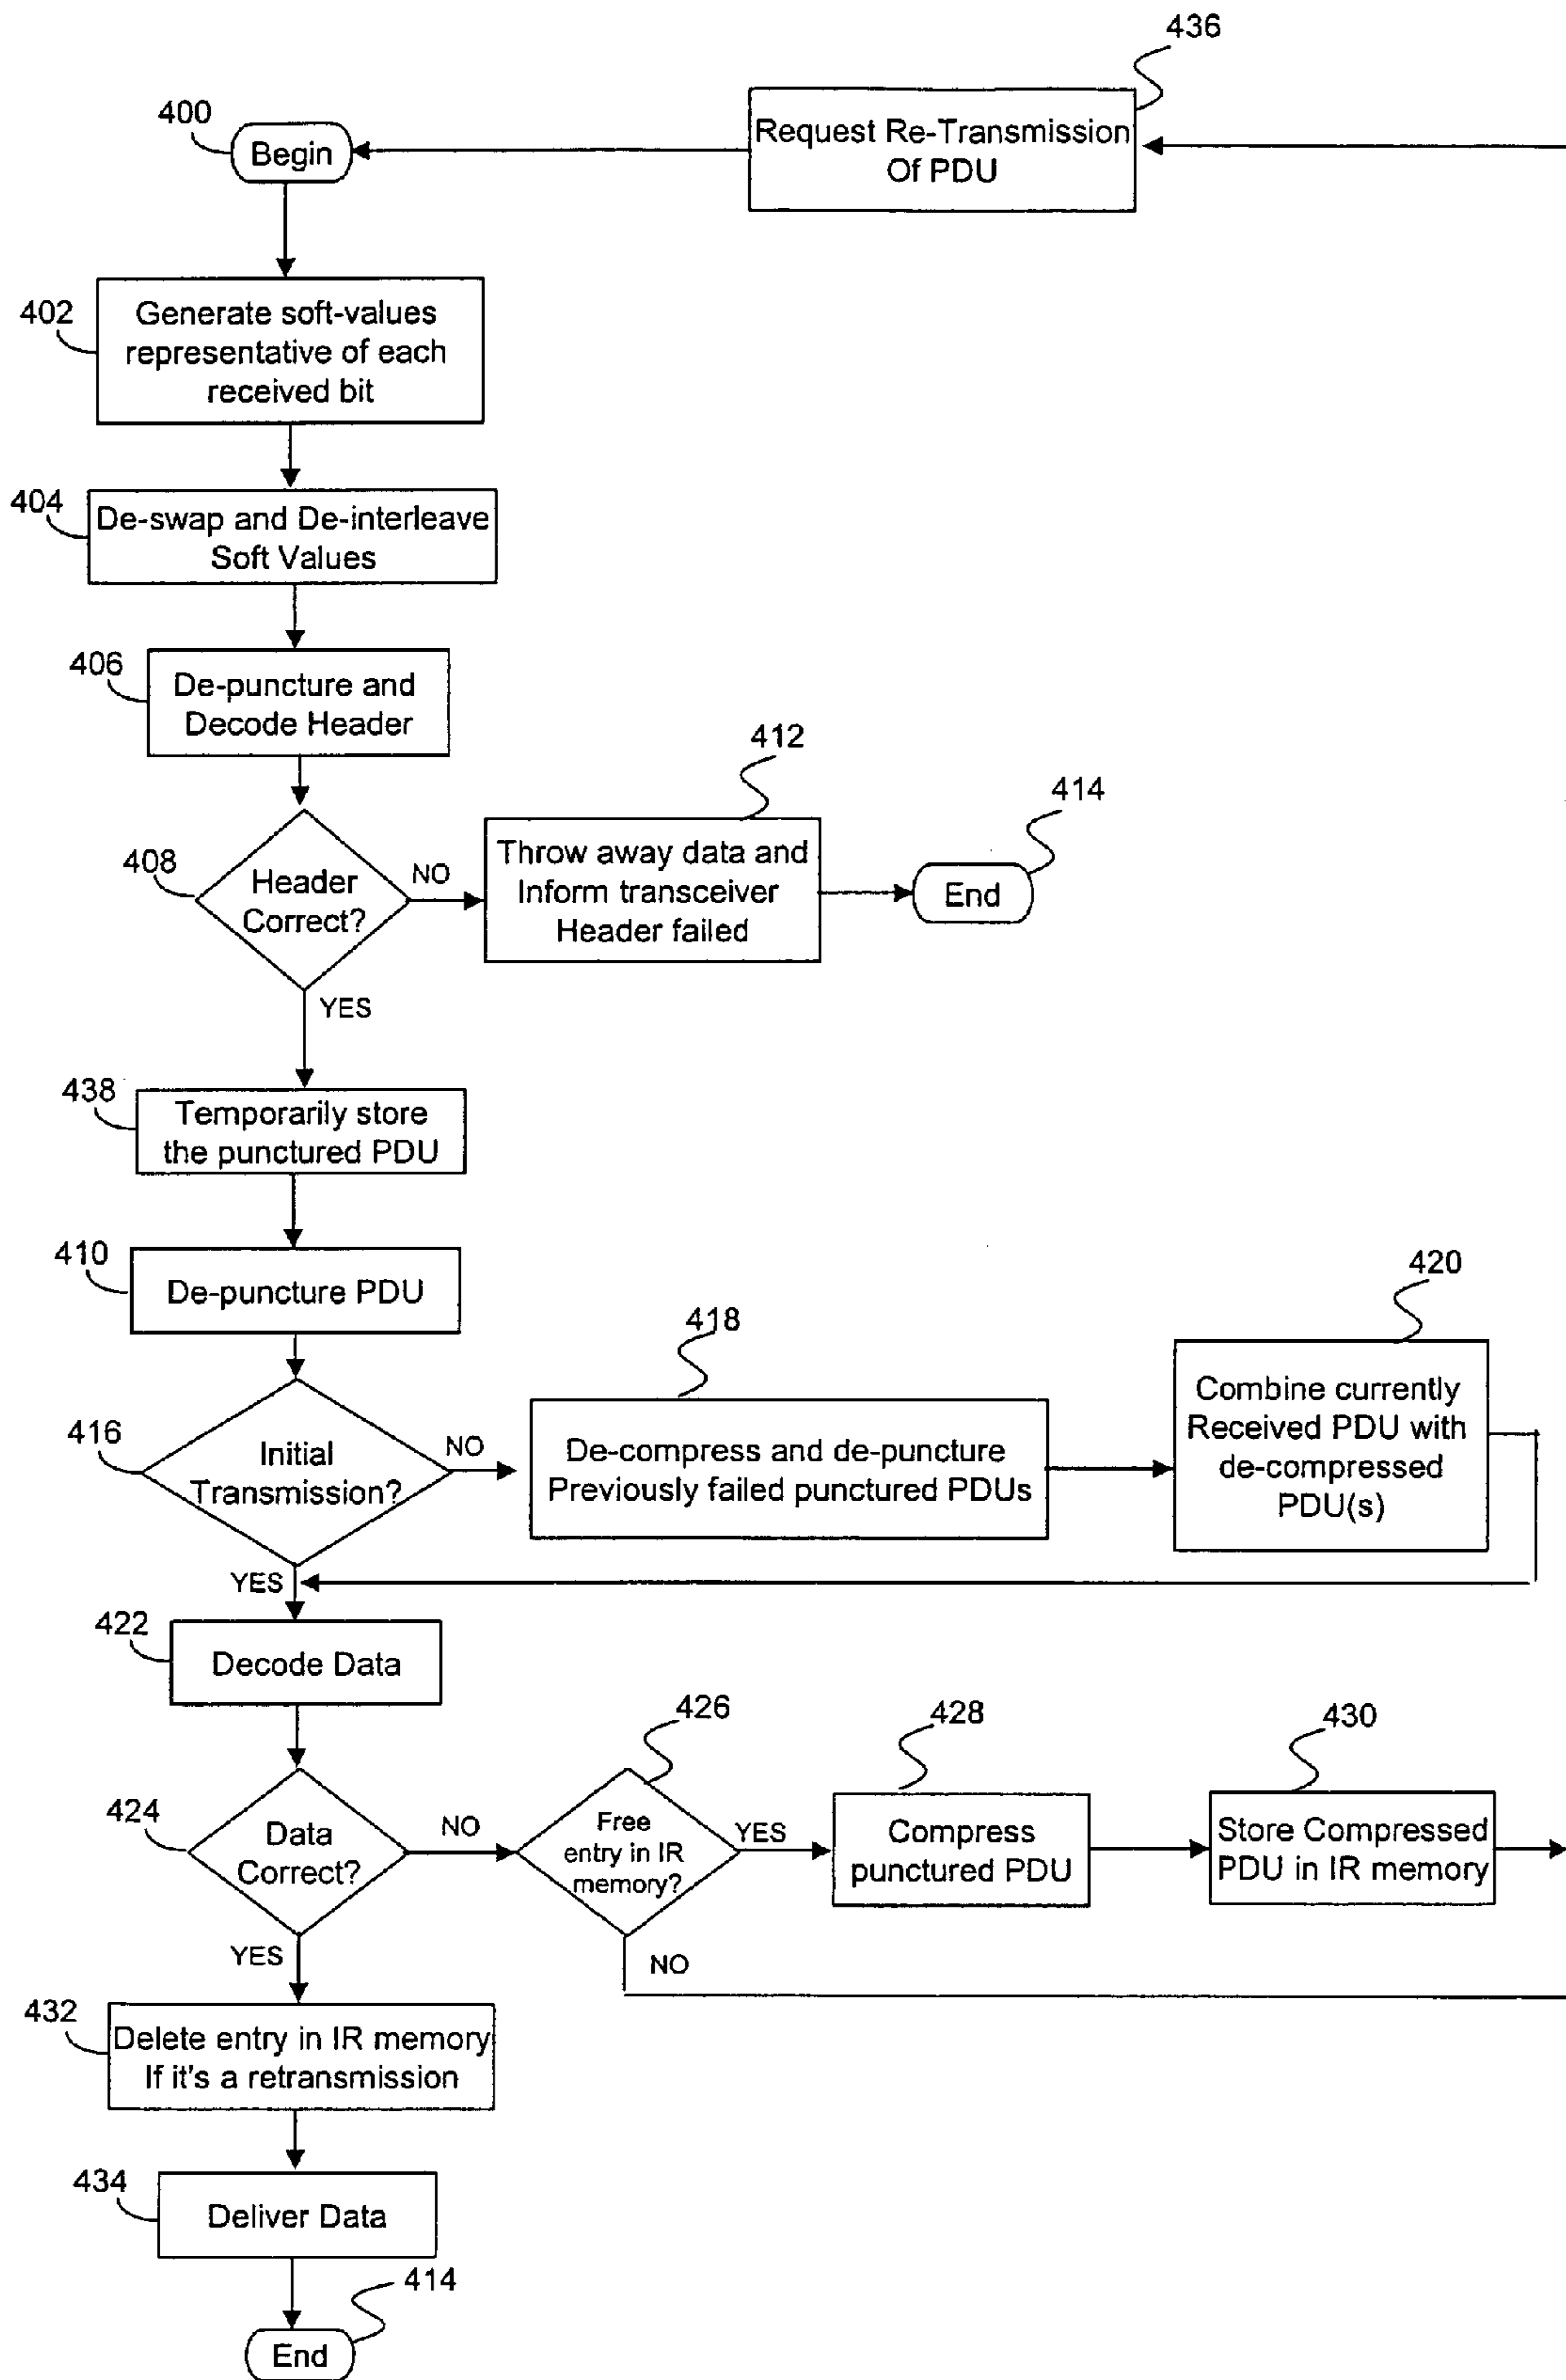 436
400
Begin
Request Re-Transmission
Of PDU
402
Generate soft-values
representative of each
received bit
404
De-swap and De-interleave
Soft Values
406
De-puncture and
Decode Header
412
414
408
Header
Correct?
NO
Throw away data and
Inform transceiver
Header failed
End
YES
438
Temporarily store
the punctured PDU
410
De-puncture PDU
420
418
416
Initial
Transmission?
NO
De-compress and de-puncture
Previously failed punctured PDUs
Combine currently
Received PDU with
de-compressed
PDU(s)
YES
422
Decode Data
426
428
430
424
Data
Correct?
NO
Free
entry in IR
memory?
YES
Compress
punctured PDU
Store Compressed
PDU in IR memory
YES
NO
432
Delete entry in IR memory
If it's a retransmission
434
Deliver Data
414
End